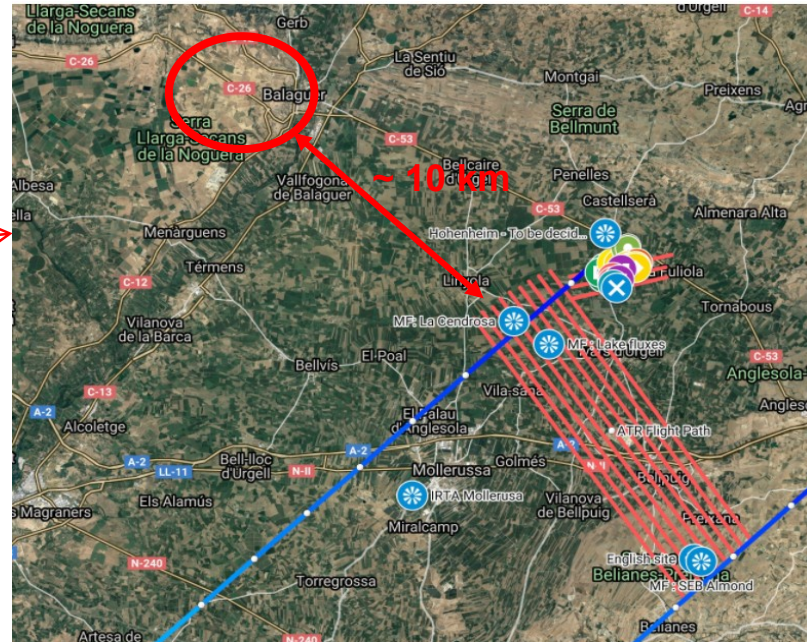 Llarga-Secans
de la Noguera
Gerb
d'Urgell
C-14
C-26
La Sentiu
de Sió
Montgai
C-26
Balaguer
Preixens
Serra
Llarga-Secans
de la Noguera
Serra de
Bellmunt
C-53
Bellcaire
d'Urgell
~ 10 km
Albesa
Vallfogona
de Balaguer
Penelles
Castellserà
C-53
Almenara Alta
Menàrguens
Hohenheim - To be decid...
Linyola
la Fuliola
Térmens
C-12
Tornabous
MF: La Cendrosa
Vilanova
de la Barca
MF: Lake fluxes
Bellvís
El Poal
C-53
Anglesola
C-13
Vila-sana
A-2
Alcoletge
El Palau
d'Anglesola
ATR Flight Path
A-2
LL-11
Bell-lloc
d'Urgell
N-II
A-2
Mollerussa
Golmés
A-2
N-II
Bellpuig
Els Alamús
IRTA Mollerusa
Vilanova
de Bellpuig
Preixana
s Magraners
Miralcamp
N-240
English site
MF: SEB Almond
Torregrossa
Belianes
Artesa de
N-240